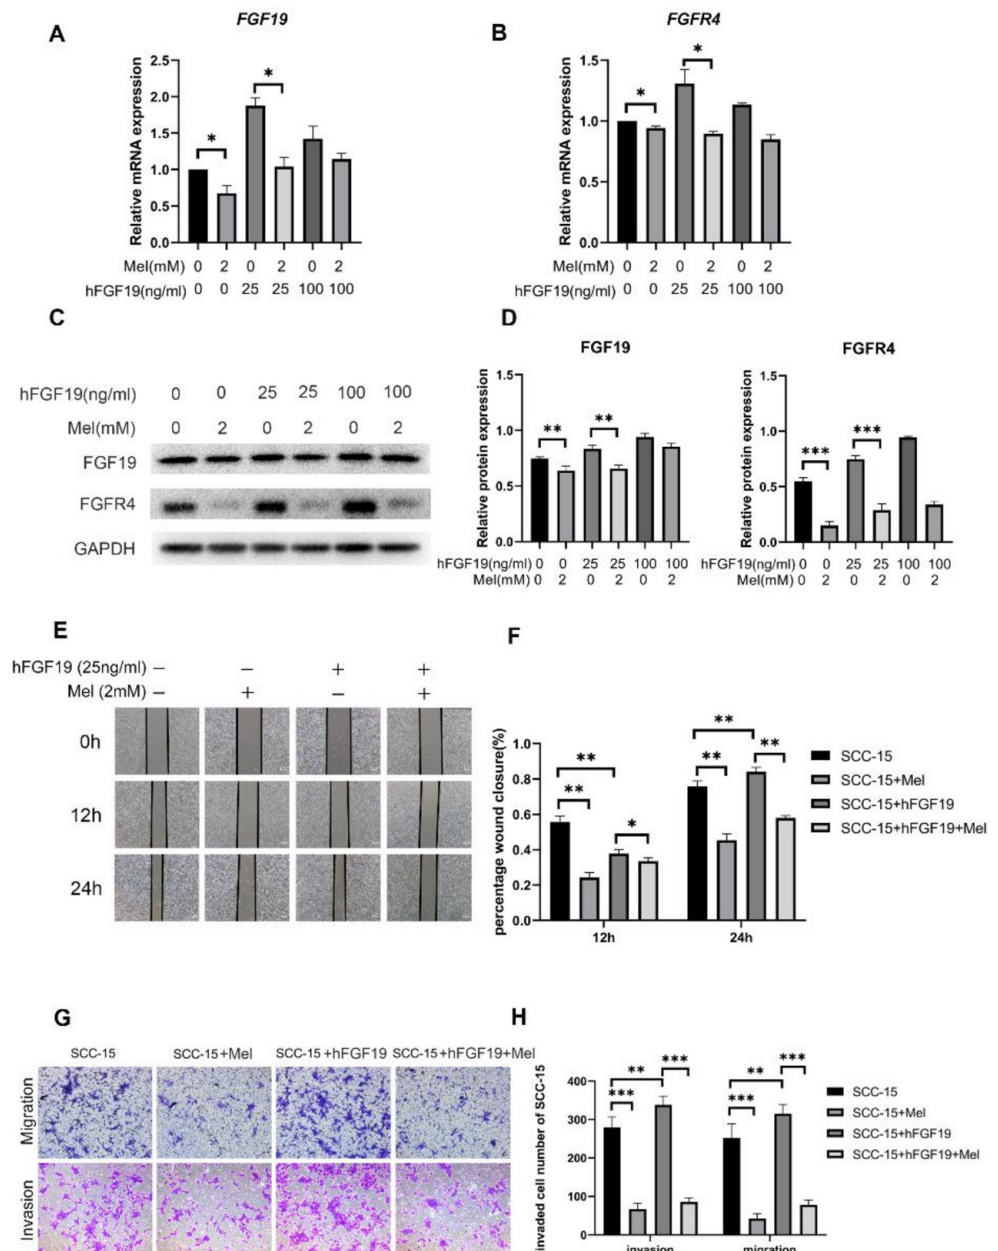 A
FGF19
Relative mRNA expression
2.5
2.0
1.5
1.0
0.5
0.0
*
*
Mel(mM) 0 2 0 2 0 2
hFGF19(ng/ml) 0 0 25 25 100 100
B
FGFR4
Relative mRNA expression
1.5
1.0
0.5
0.0
*
*
Mel(mM) 0 2 0 2 0 2
hFGF19(ng/ml) 0 0 25 25 100 100
C
hFGF19(ng/ml) 0 0 25 25 100 100
Mel(mM) 0 2 0 2 0 2
FGF19
FGFR4
GAPDH
D
FGF19
Relative protein expression
1.5
1.0
0.5
0.0
**
**
hFGF19(ng/ml) 0 0 25 25 100 100
Mel(mM) 0 2 0 2 0 2
FGFR4
Relative protein expression
1.5
1.0
0.5
0.0
***
***
hFGF19(ng/ml) 0 0 25 25 100 100
Mel(mM) 0 2 0 2 0 2
E
hFGF19 (25ng/ml) − − + +
Mel (2mM) − + − +
0h
12h
24h
F
percentage wound closure(%)
1.0
0.8
0.6
0.4
0.2
0.0
**
**
*
**
**
**
12h 24h
SCC-15
SCC-15+Mel
SCC-15+hFGF19
SCC-15+hFGF19+Mel
G
SCC-15 SCC-15+Mel SCC-15+hFGF19 SCC-15+hFGF19+Mel
Migration
Invasion
H
invaded cell number of SCC-15
400
300
200
100
0
***
**
***
***
**
***
invasion migration
SCC-15
SCC-15+Mel
SCC-15+hFGF19
SCC-15+hFGF19+Mel